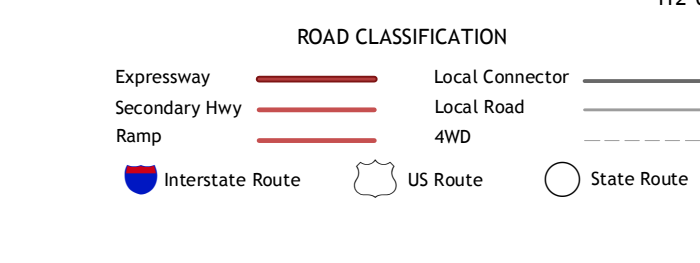 ROAD CLASSIFICATION
Expressway
Local Connector
Secondary Hwy
Local Road
Ramp
4WD
Interstate Route
US Route
State Route